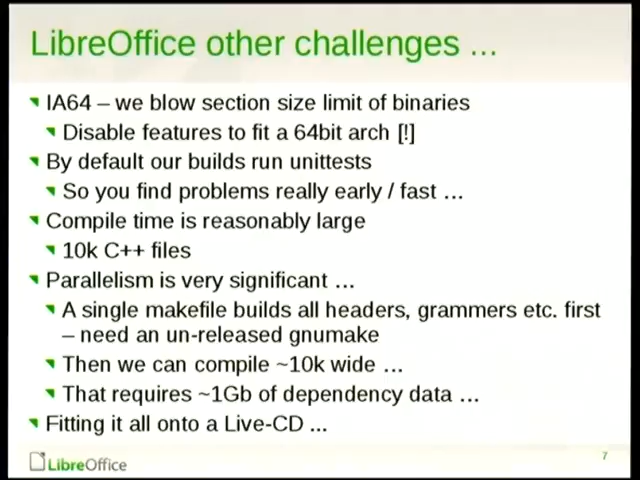 LibreOffice other challenges ...
IA64 – we blow section size limit of binaries
Disable features to fit a 64bit arch [!]
By default our builds run unittests
So you find problems really early / fast ...
Compile time is reasonably large
10k C++ files
Parallelism is very significant ...
A single makefile builds all headers, grammers etc. first
– need an un-released gnumake
Then we can compile ~10k wide ...
That requires ~1Gb of dependency data ...
Fitting it all onto a Live-CD ...
LibreOffice
7